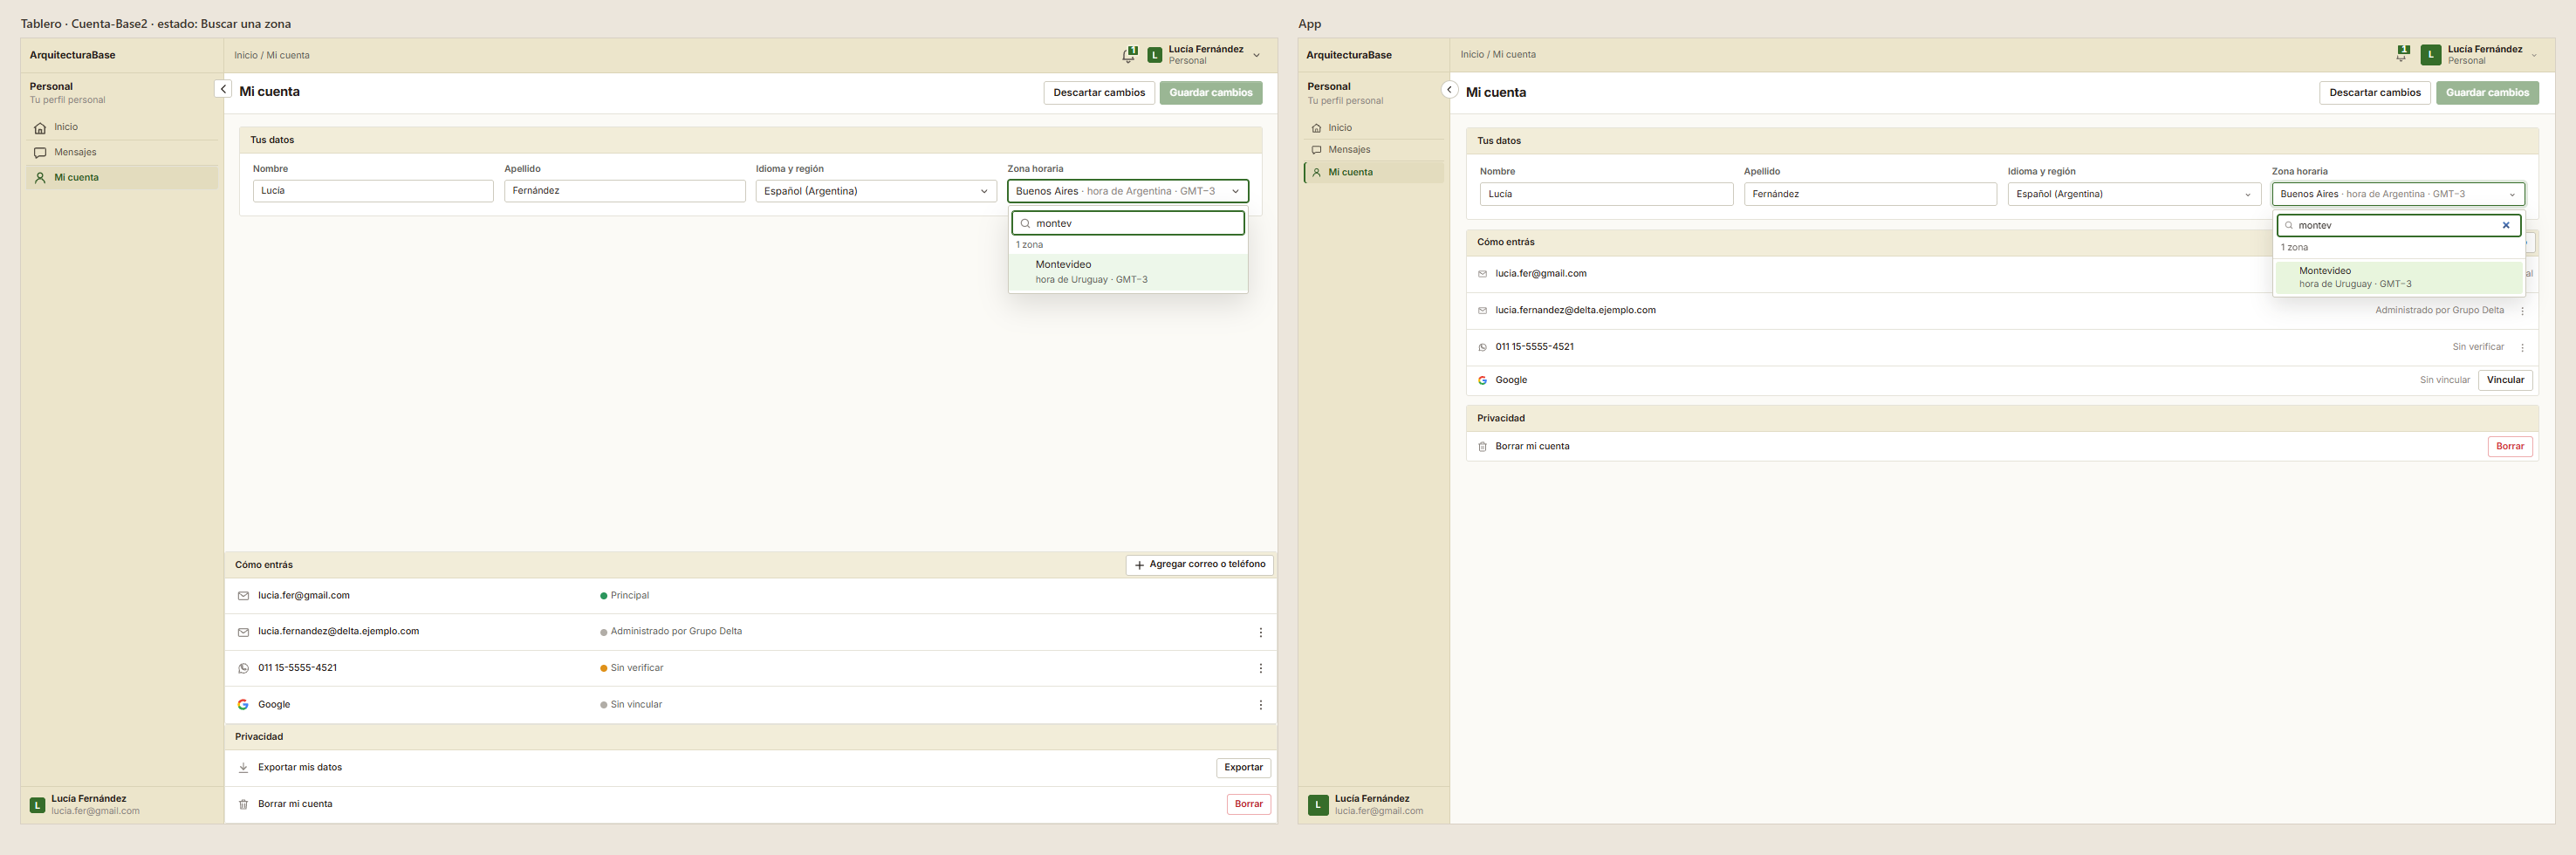 Tablero · Cuenta-Base2 · estado: Buscar una zona
ArquitecturaBase
Inicio / Mi cuenta
1
L
Lucía Fernández
Personal
Personal
Tu perfil personal
Mi cuenta
Descartar cambios
Guardar cambios
Inicio
Mensajes
Mi cuenta
Tus datos
Nombre
Apellido
Idioma y región
Zona horaria
Lucía
Fernández
Español (Argentina)
Buenos Aires · hora de Argentina · GMT−3
montev
1 zona
Montevideo
hora de Uruguay · GMT−3
Cómo entrás
Agregar correo o teléfono
lucia.fer@gmail.com
Principal
lucia.fernandez@delta.ejemplo.com
Administrado por Grupo Delta
011 15-5555-4521
Sin verificar
Google
Sin vincular
Privacidad
Exportar mis datos
Exportar
Borrar mi cuenta
Borrar
L
Lucía Fernández
lucia.fer@gmail.com
App
ArquitecturaBase
Inicio / Mi cuenta
1
L
Lucía Fernández
Personal
Personal
Tu perfil personal
Mi cuenta
Descartar cambios
Guardar cambios
Inicio
Mensajes
Mi cuenta
Tus datos
Nombre
Apellido
Idioma y región
Zona horaria
Lucía
Fernández
Español (Argentina)
Buenos Aires · hora de Argentina · GMT−3
montev
1 zona
Montevideo
hora de Uruguay · GMT−3
Cómo entrás
lucia.fer@gmail.com
al
lucia.fernandez@delta.ejemplo.com
Administrado por Grupo Delta
011 15-5555-4521
Sin verificar
Google
Sin vincular
Vincular
Privacidad
Borrar mi cuenta
Borrar
L
Lucía Fernández
lucia.fer@gmail.com